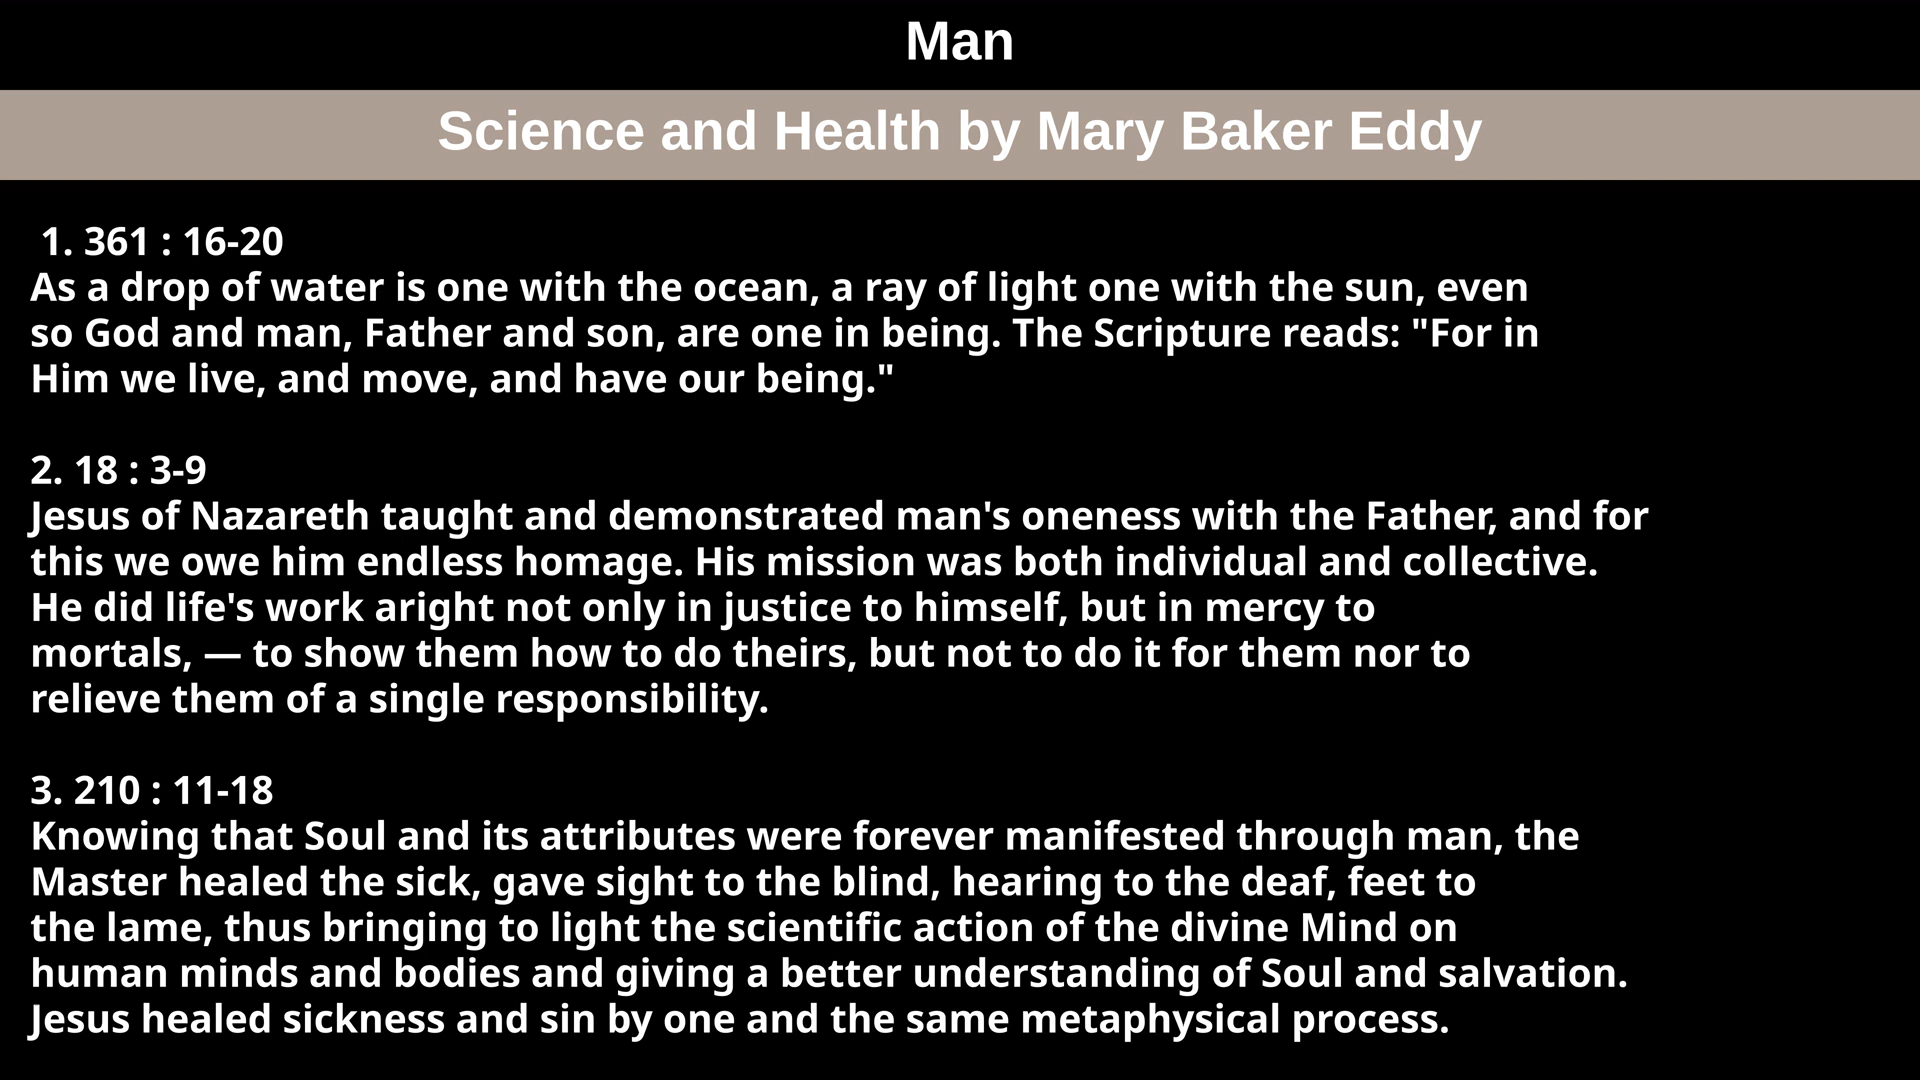 Man
Science and Health by Mary Baker Eddy
1. 361 : 16-20
As a drop of water is one with the ocean, a ray of light one with the sun, even
so God and man, Father and son, are one in being. The Scripture reads: "For in
Him we live, and move, and have our being."
2. 18 : 3-9
Jesus of Nazareth taught and demonstrated man's oneness with the Father, and for
this we owe him endless homage. His mission was both individual and collective.
He did life's work aright not only in justice to himself, but in mercy to
mortals, — to show them how to do theirs, but not to do it for them nor to
relieve them of a single responsibility.
3. 210 : 11-18
Knowing that Soul and its attributes were forever manifested through man, the
Master healed the sick, gave sight to the blind, hearing to the deaf, feet to
the lame, thus bringing to light the scientific action of the divine Mind on
human minds and bodies and giving a better understanding of Soul and salvation.
Jesus healed sickness and sin by one and the same metaphysical process.